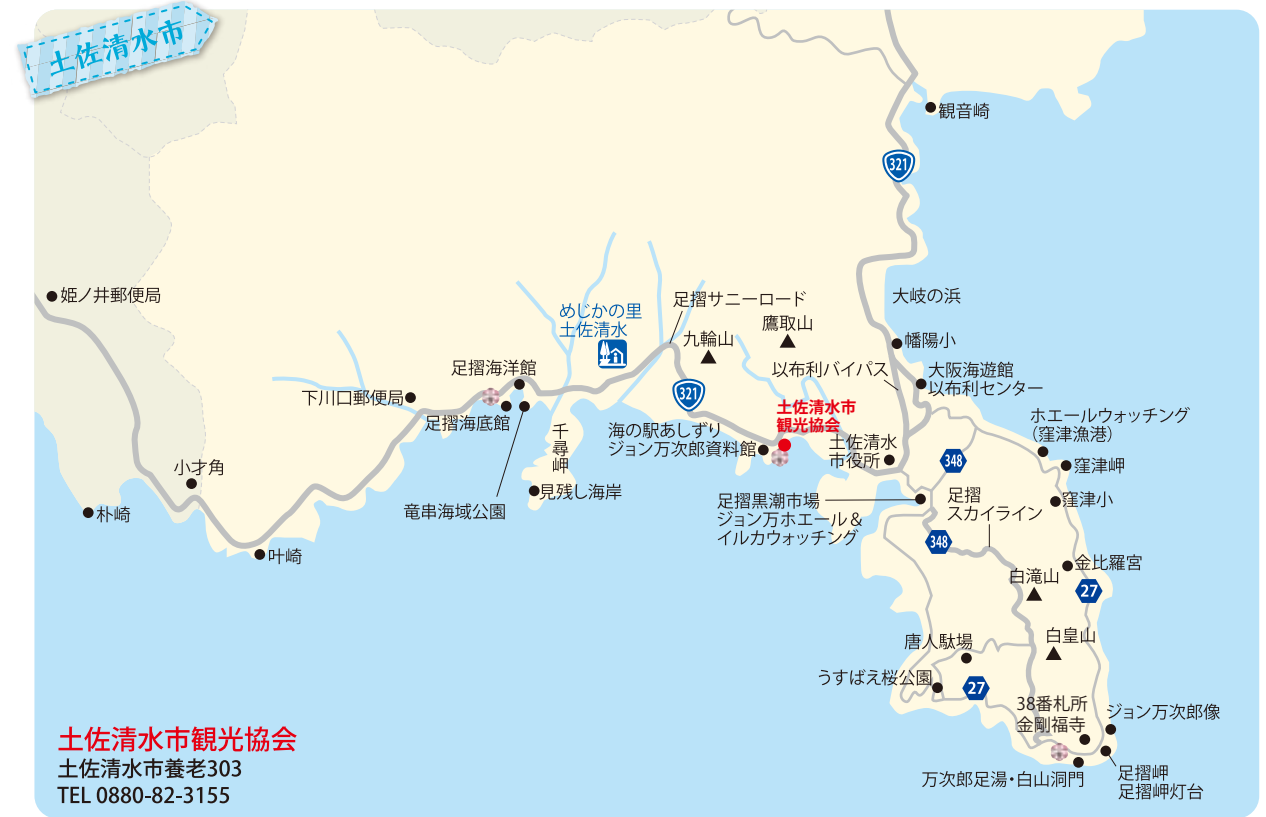 土佐清水市
観音崎
321
大岐の浜
姫ノ井郵便局
足摺サニーロード
めじかの里
土佐清水
鷹取山
九輪山
幡陽小
足摺海洋館
以布利バイパス
大阪海遊館
以布利センター
下川口郵便局
321
土佐清水市
観光協会
ホエールウォッチング
(窪津漁港)
足摺海底館
海の駅あしずり
ジョン万次郎資料館
土佐清水
市役所
千尋岬
348
窪津岬
小才角
見残し海岸
足摺
スカイライン
窪津小
朴崎
竜串海域公園
足摺黒潮市場
ジョン万ホエール&
イルカウォッチング
348
叶崎
金比羅宮
白滝山
27
唐人駄場
白皇山
うすばえ桜公園
27
38番札所
金剛福寺
ジョン万次郎像
万次郎足湯・白山洞門
足摺岬
足摺岬灯台
土佐清水市観光協会
土佐清水市養老303
TEL 0880-82-3155